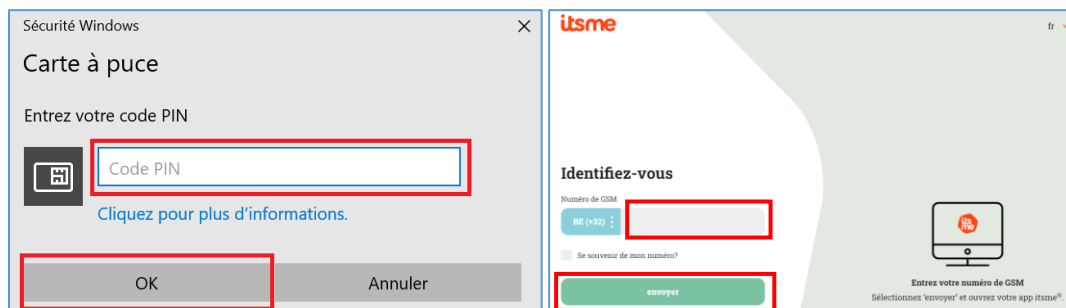 Sécurité Windows
Carte à puce
Entrez votre code PIN
Code PIN
Cliquez pour plus d'informations.
OK Annuler
itsme
fr
Identifiez-vous
Numéro de GSM
BE (+32)
Se souvenir de mon numéro?
envoyer
its
me
Entrez votre numéro de GSM
Sélectionnez 'envoyer' et ouvrez votre app itsme®.